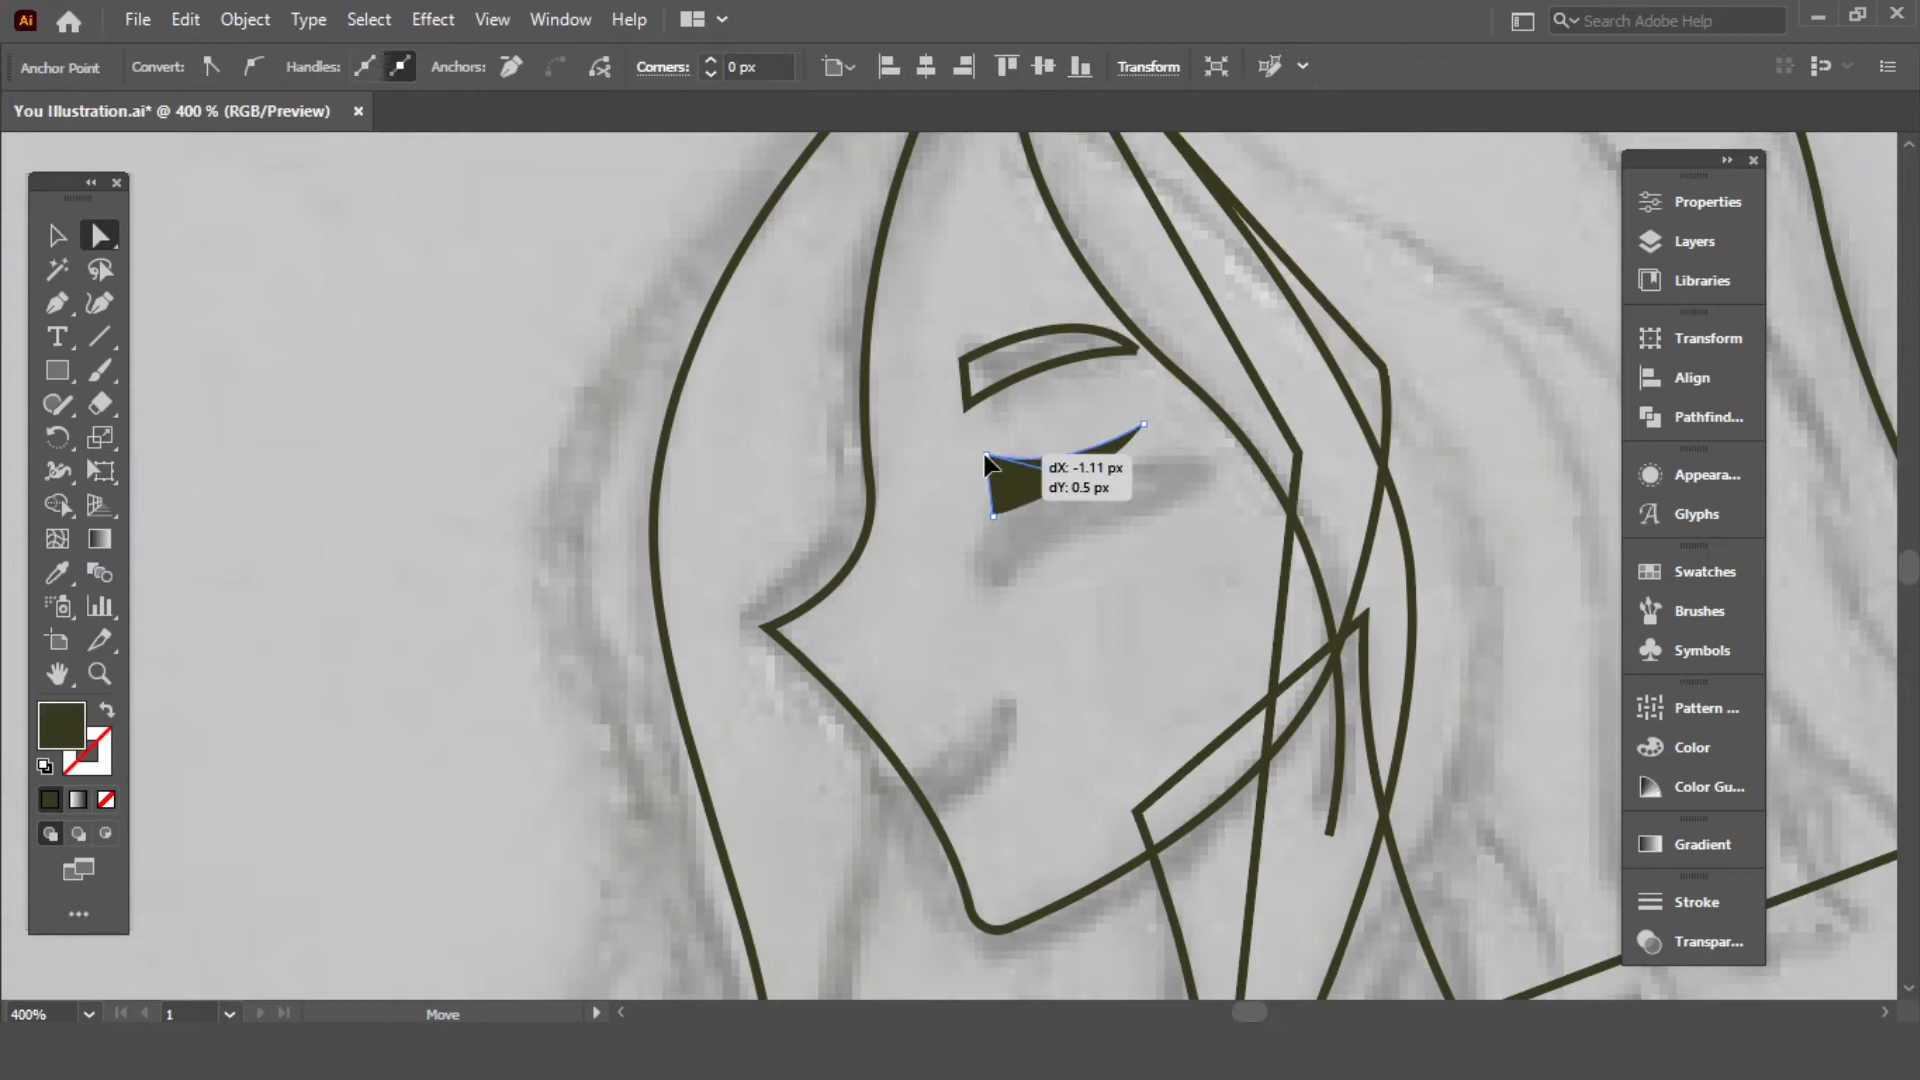 Ai File Edit Object Type Select Effect View Window Help Search Adobe Help
Anchor Point Convert: Handles: Anchors: Corners: 0 px Transform
You Illustration.ai* @ 400 % (RGB/Preview)
Properties
Layers
Libraries
Transform
Align
Pathfind...
Appeara...
Glyphs
Swatches
Brushes
Symbols
Pattern ...
Color
Color Gu...
Gradient
Stroke
Transpar...
dX: -1.11 px
dY: 0.5 px
400% 1 Move